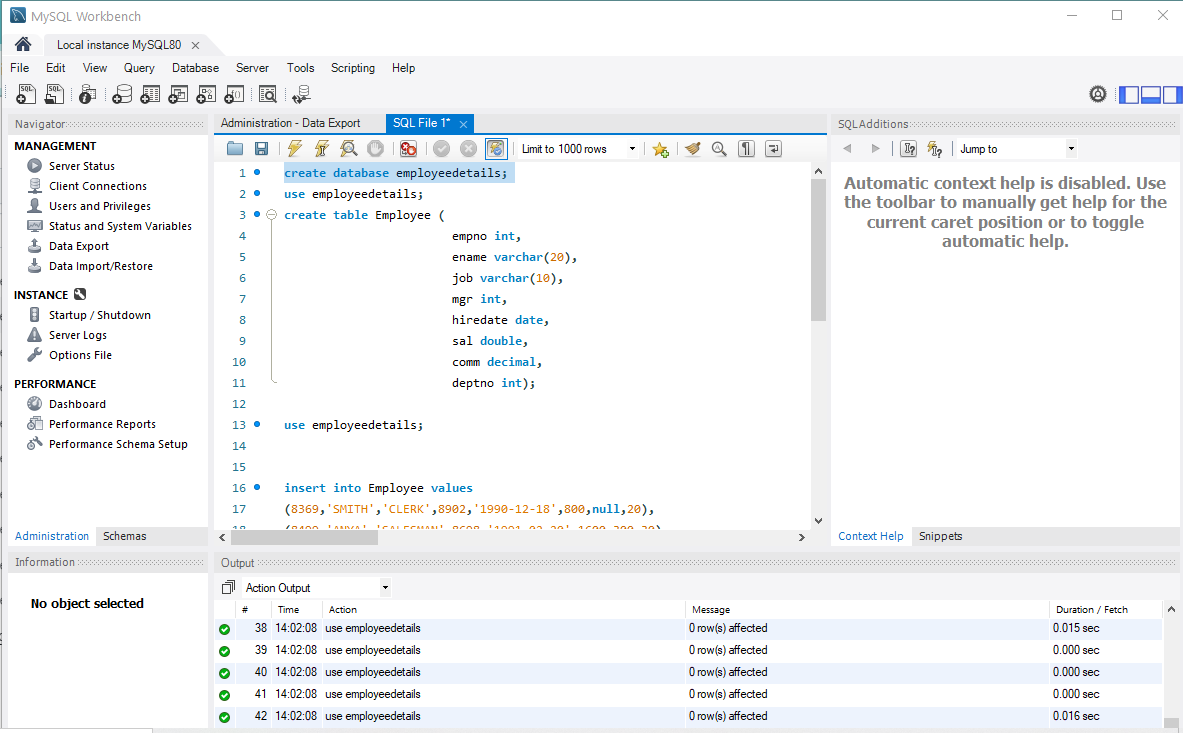 MySQL Workbench
Local instance MySQL80
File Edit View Query Database Server Tools Scripting Help
Navigator
MANAGEMENT
Server Status
Client Connections
Users and Privileges
Status and System Variables
Data Export
Data Import/Restore
INSTANCE
Startup / Shutdown
Server Logs
Options File
PERFORMANCE
Dashboard
Performance Reports
Performance Schema Setup
Administration Schemas
Information
No object selected
Administration - Data Export SQL File 1*
Limit to 1000 rows
1 create database employeedetails;
2 use employeedetails;
3 create table Employee (
4 empno int,
5 ename varchar(20),
6 job varchar(10),
7 mgr int,
8 hiredate date,
9 sal double,
10 comm decimal,
11 deptno int);
12
13 use employeedetails;
14
15
16 insert into Employee values
17 (8369,'SMITH','CLERK',8902,'1990-12-18',800,null,20),
18 (8499,'ANYA','SALESMAN',8698,'1991-02-20',1600,300,30),
SQLAdditions
Jump to
Automatic context help is disabled. Use
the toolbar to manually get help for the
current caret position or to toggle
automatic help.
Context Help Snippets
Output
Action Output
# Time Action Message Duration / Fetch
38 14:02:08 use employeedetails 0 row(s) affected 0.015 sec
39 14:02:08 use employeedetails 0 row(s) affected 0.000 sec
40 14:02:08 use employeedetails 0 row(s) affected 0.000 sec
41 14:02:08 use employeedetails 0 row(s) affected 0.000 sec
42 14:02:08 use employeedetails 0 row(s) affected 0.016 sec